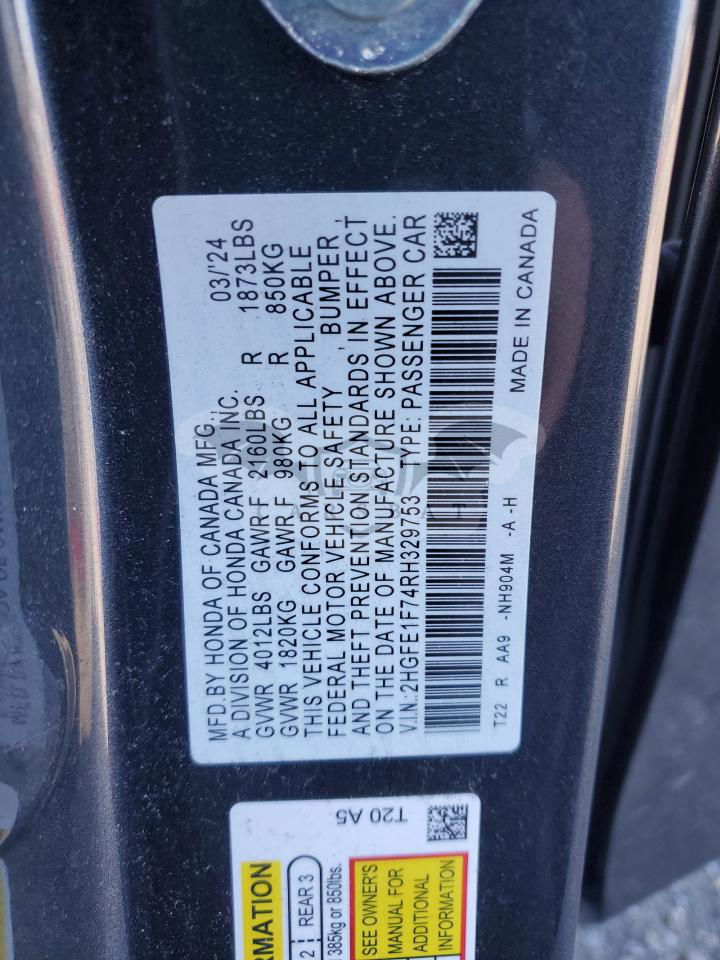 MFD.BY HONDA OF CANADA MFG., 03/'24
A DIVISION OF HONDA CANADA INC.
GVWR 4012LBS GAWR.F 2160LBS R 1873LBS
GVWR 1820KG GAWR.F 980KG R 850KG
THIS VEHICLE CONFORMS TO ALL APPLICABLE
FEDERAL MOTOR VEHICLE SAFETY , BUMPER ,
AND THEFT PREVENTION STANDARDS IN EFFECT
ON THE DATE OF MANUFACTURE SHOWN ABOVE.
V.I.N.:2HGFE1F74RH329753 TYPE: PASSENGER CAR
T22 R AA9 -NH904M -A -H
MADE IN CANADA
RMATION
2 REAR 3
385kg or 850lbs.
SEE OWNER'S
MANUAL FOR
ADDITIONAL
INFORMATION
T20 A5